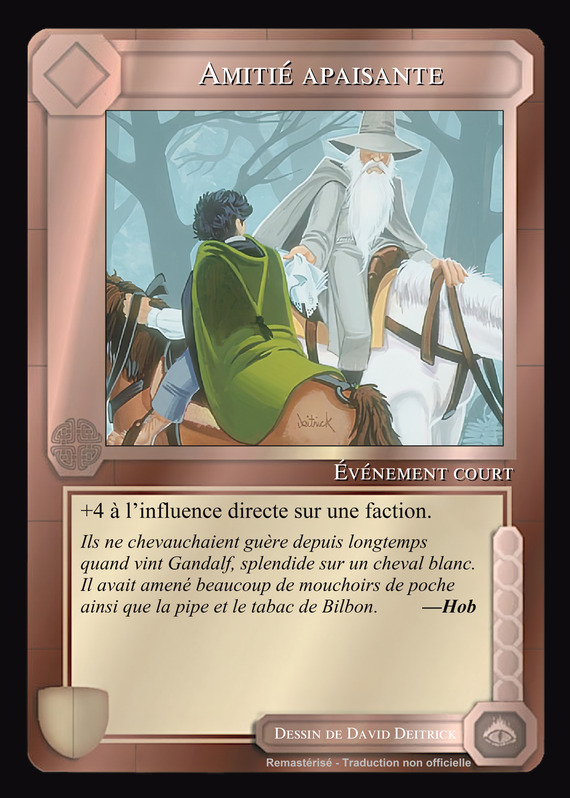 Amitié apaisante
deitrick
Événement court
+4 à l’influence directe sur une faction.
Ils ne chevauchaient guère depuis longtemps
quand vint Gandalf, splendide sur un cheval blanc.
Il avait amené beaucoup de mouchoirs de poche
ainsi que la pipe et le tabac de Bilbon. —Hob
Dessin de David Deitrick
Remastérisé - Traduction non officielle